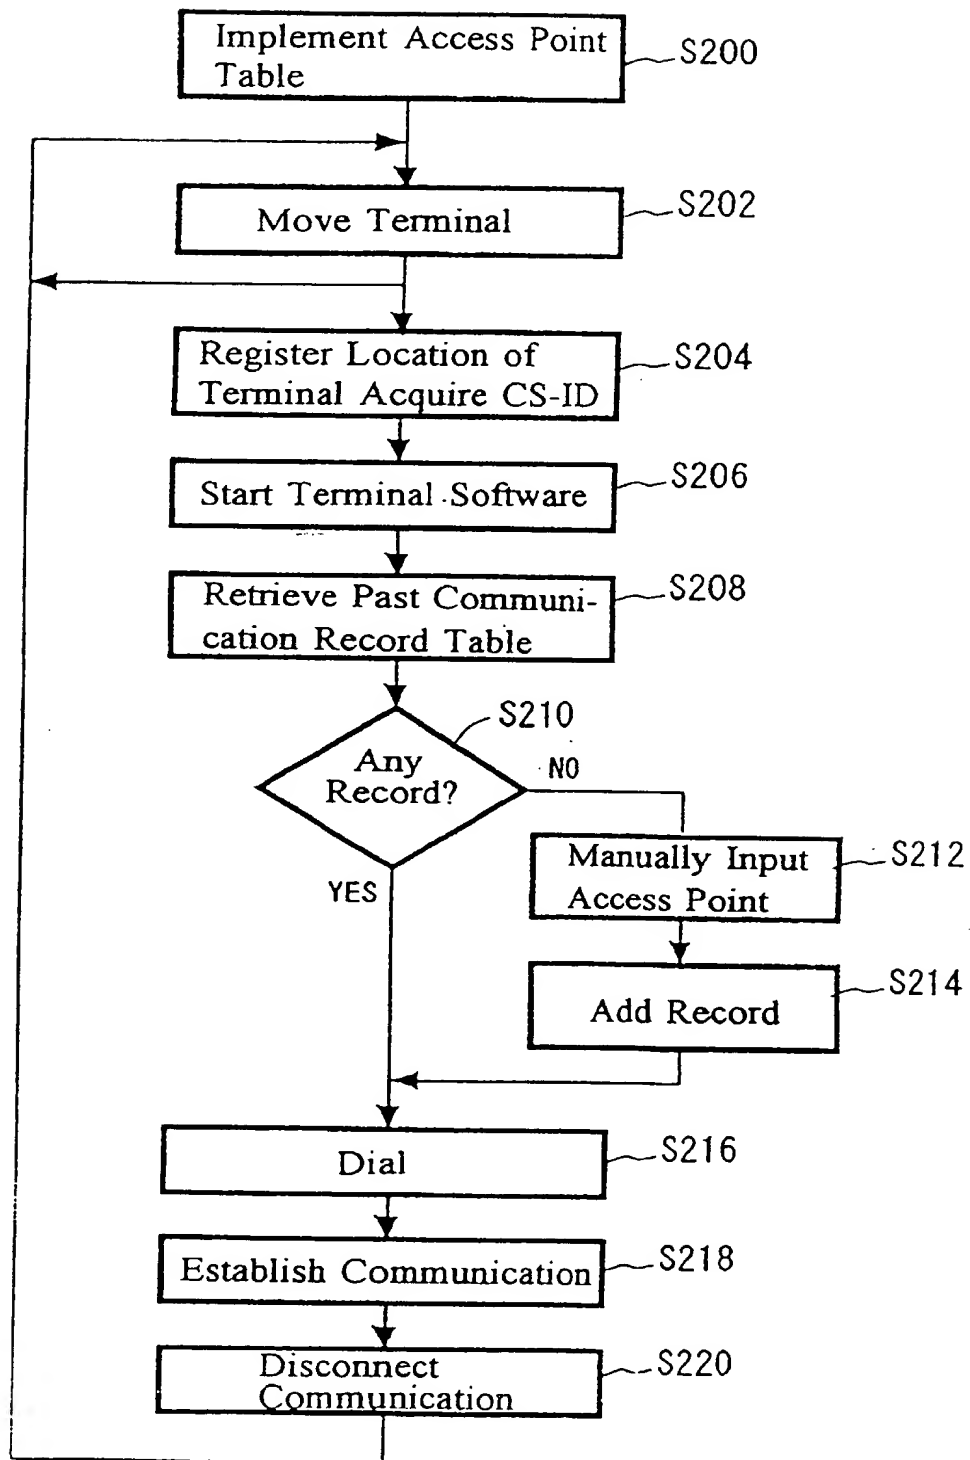 Implement Access Point
Table
S200
Move Terminal
S202
Register Location of
Terminal Acquire CS-ID
S204
Start Terminal Software
S206
Retrieve Past Communi-
cation Record Table
S208
S210
Any
Record?
NO
YES
Manually Input
Access Point
S212
Add Record
S214
Dial
S216
Establish Communication
S218
Disconnect
Communication
S220